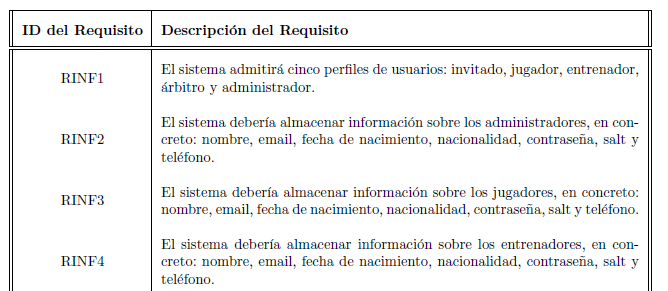 ID del Requisito Descripción del Requisito
RINF1
El sistema admitirá cinco perfiles de usuarios: invitado, jugador, entrenador,
árbitro y administrador.
RINF2
El sistema debería almacenar información sobre los administradores, en con-
creto: nombre, email, fecha de nacimiento, nacionalidad, contraseña, salt y
teléfono.
RINF3
El sistema debería almacenar información sobre los jugadores, en concreto:
nombre, email, fecha de nacimiento, nacionalidad, contraseña, salt y teléfono.
RINF4
El sistema debería almacenar información sobre los entrenadores, en con-
creto: nombre, email, fecha de nacimiento, nacionalidad, contraseña, salt y
teléfono.